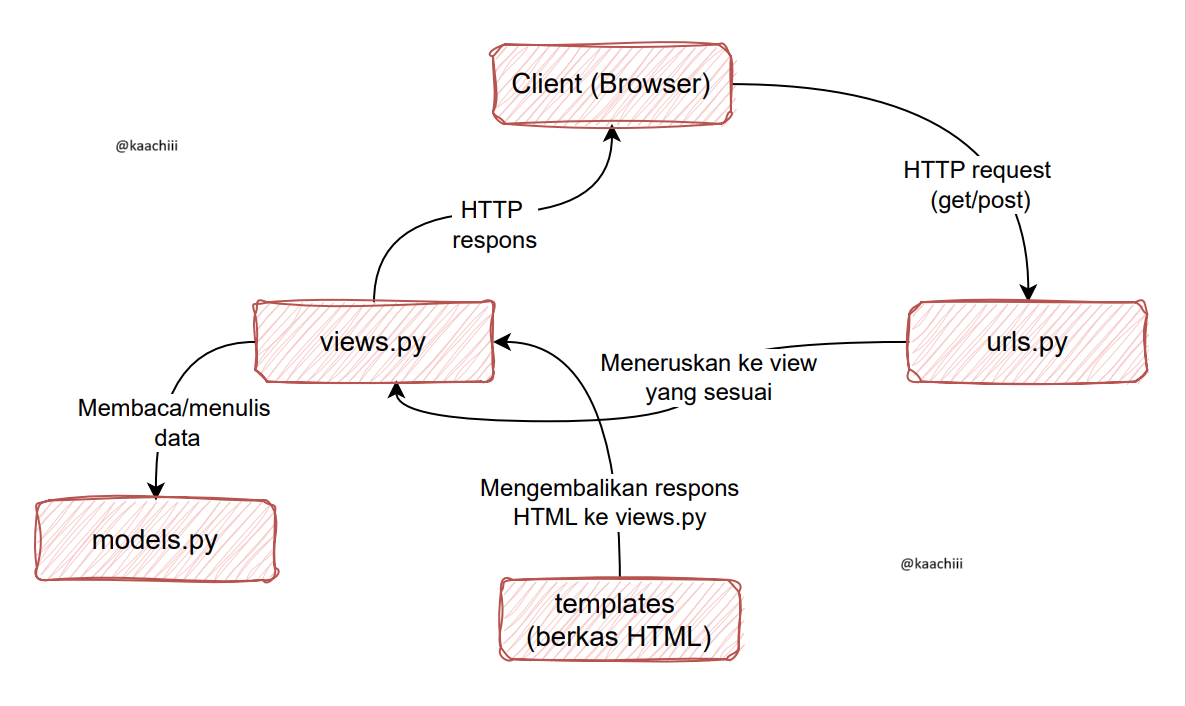 Client (Browser)
@kaachiii
HTTP request
(get/post)
HTTP
respons
views.py
urls.py
Meneruskan ke view
yang sesuai
Membaca/menulis
data
Mengembalikan respons
HTML ke views.py
models.py
@kaachiii
templates
(berkas HTML)